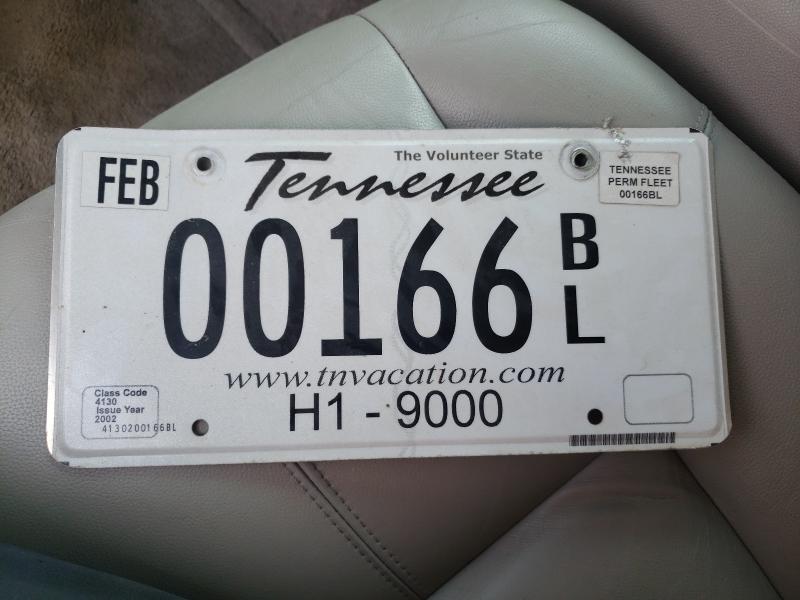 FEB
The Volunteer State
Tennessee
TENNESSEE
PERM FLEET
00166BL
00166 BL
www.tnvacation.com
H1 - 9000
Class Code
4130
Issue Year
2002
4130200166BL